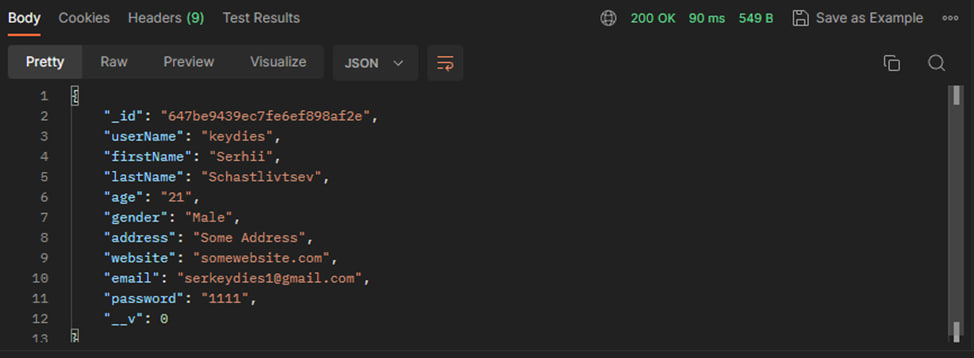 Body Cookies Headers (9) Test Results 200 OK 90 ms 549 B Save as Example
Pretty Raw Preview Visualize JSON
1 {
2 "_id": "647be9439ec7fe6ef898af2e",
3 "userName": "keydies",
4 "firstName": "Serhii",
5 "lastName": "Schastlivtsev",
6 "age": "21",
7 "gender": "Male",
8 "address": "Some Address",
9 "website": "somewebsite.com",
10 "email": "serkeydies1@gmail.com",
11 "password": "1111",
12 "__v": 0
13 }